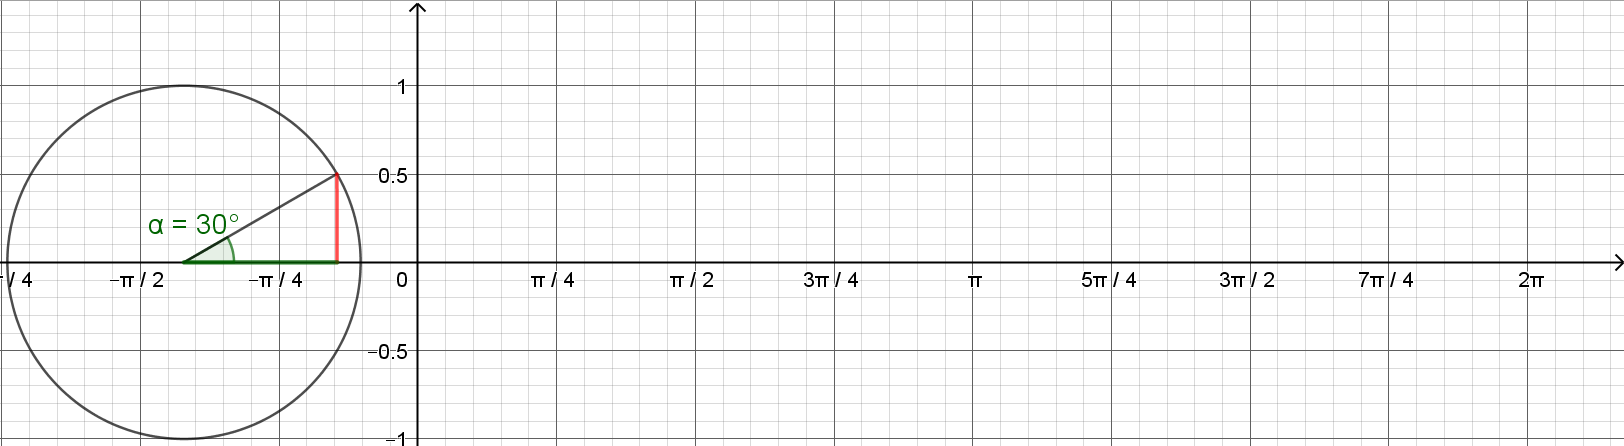 1
0.5
α = 30°
/ 4
−π / 2
−π / 4
0
π / 4
π / 2
3π / 4
π
5π / 4
3π / 2
7π / 4
2π
−0.5
−1